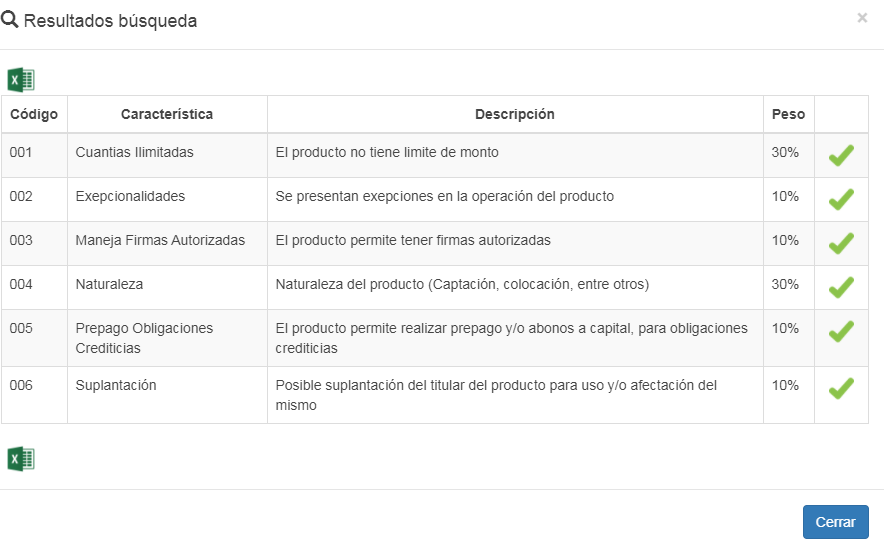 Resultados búsqueda
×
X
Código Característica Descripción Peso
001 Cuantias Ilimitadas El producto no tiene limite de monto 30%
002 Exepcionalidades Se presentan exepciones en la operación del producto 10%
003 Maneja Firmas Autorizadas El producto permite tener firmas autorizadas 10%
004 Naturaleza Naturaleza del producto (Captación, colocación, entre otros) 30%
005 Prepago Obligaciones El producto permite realizar prepago y/o abonos a capital, para obligaciones 10%
Crediticias crediticias
006 Suplantación Posible suplantación del titular del producto para uso y/o afectación del 10%
mismo
X
Cerrar